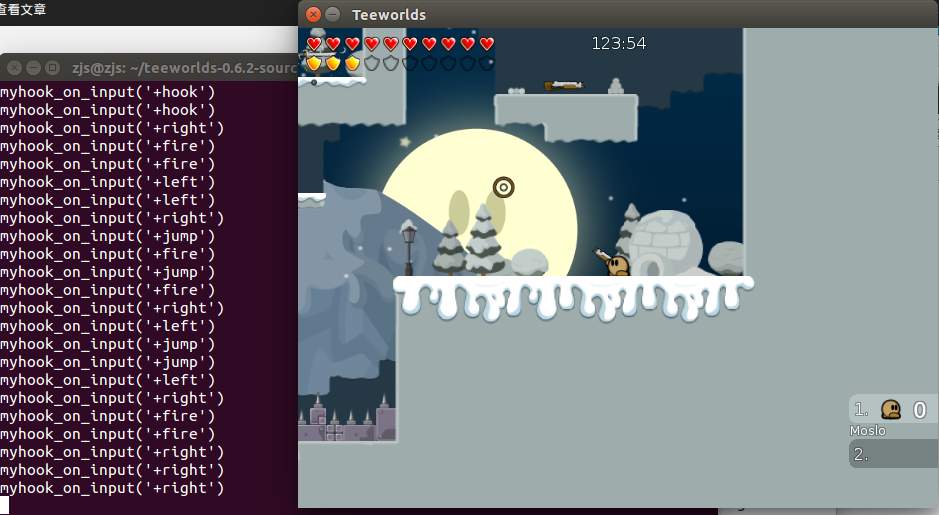 查看文章
Teeworlds
123:54
zjs@zjs: ~/teeworlds-0.6.2-sourc
myhook_on_input('+hook')
myhook_on_input('+hook')
myhook_on_input('+right')
myhook_on_input('+fire')
myhook_on_input('+fire')
myhook_on_input('+left')
myhook_on_input('+left')
myhook_on_input('+right')
myhook_on_input('+jump')
myhook_on_input('+fire')
myhook_on_input('+jump')
myhook_on_input('+fire')
myhook_on_input('+right')
myhook_on_input('+left')
myhook_on_input('+jump')
myhook_on_input('+jump')
myhook_on_input('+left')
myhook_on_input('+right')
myhook_on_input('+fire')
myhook_on_input('+fire')
myhook_on_input('+right')
myhook_on_input('+right')
myhook_on_input('+right')
1. 0
Moslo
2.